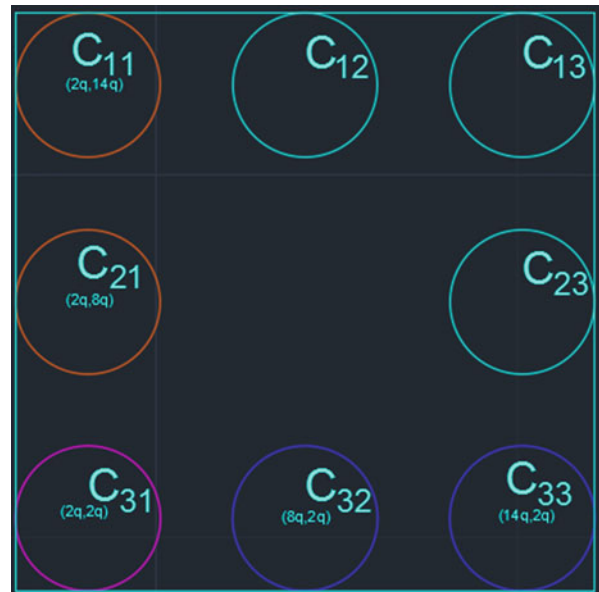 C₁₁ C₁₂ C₁₃
(2q,14q)
C₂₁ C₂₃
(2q,8q)
C₃₁ C₃₂ C₃₃
(2q,2q) (8q,2q) (14q,2q)